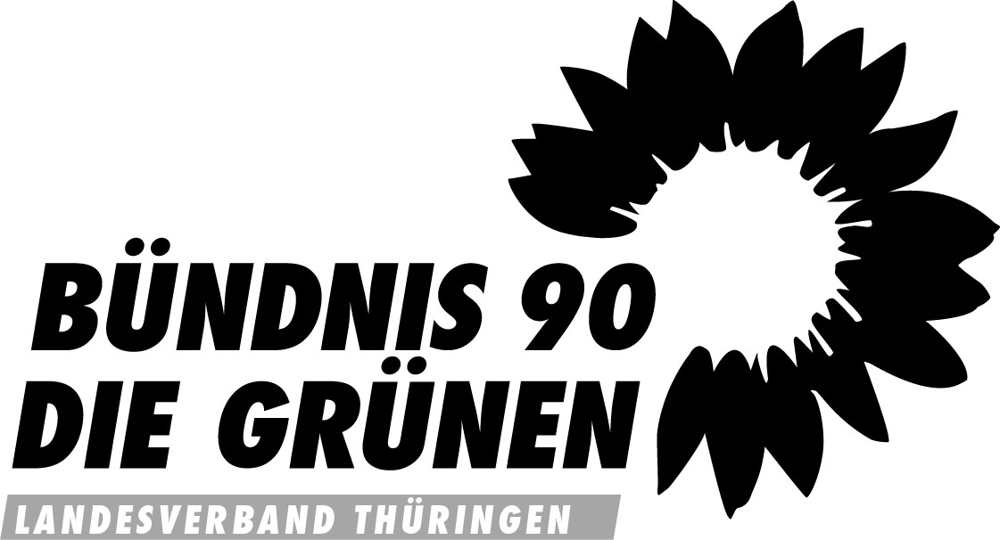 BÜNDNIS 90
DIE GRÜNEN
LANDESVERBAND THÜRINGEN